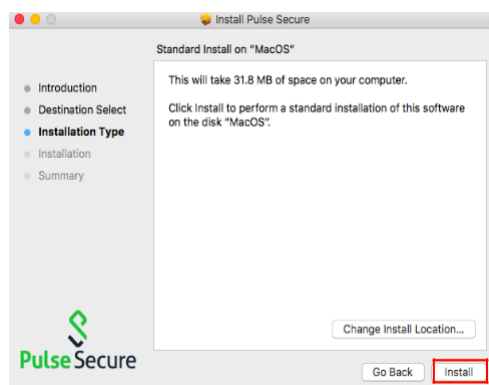 Install Pulse Secure
Standard Install on "MacOS"
Introduction
Destination Select
Installation Type
Installation
Summary
This will take 31.8 MB of space on your computer.
Click Install to perform a standard installation of this software
on the disk "MacOS".
Change Install Location...
Pulse Secure
Go Back
Install